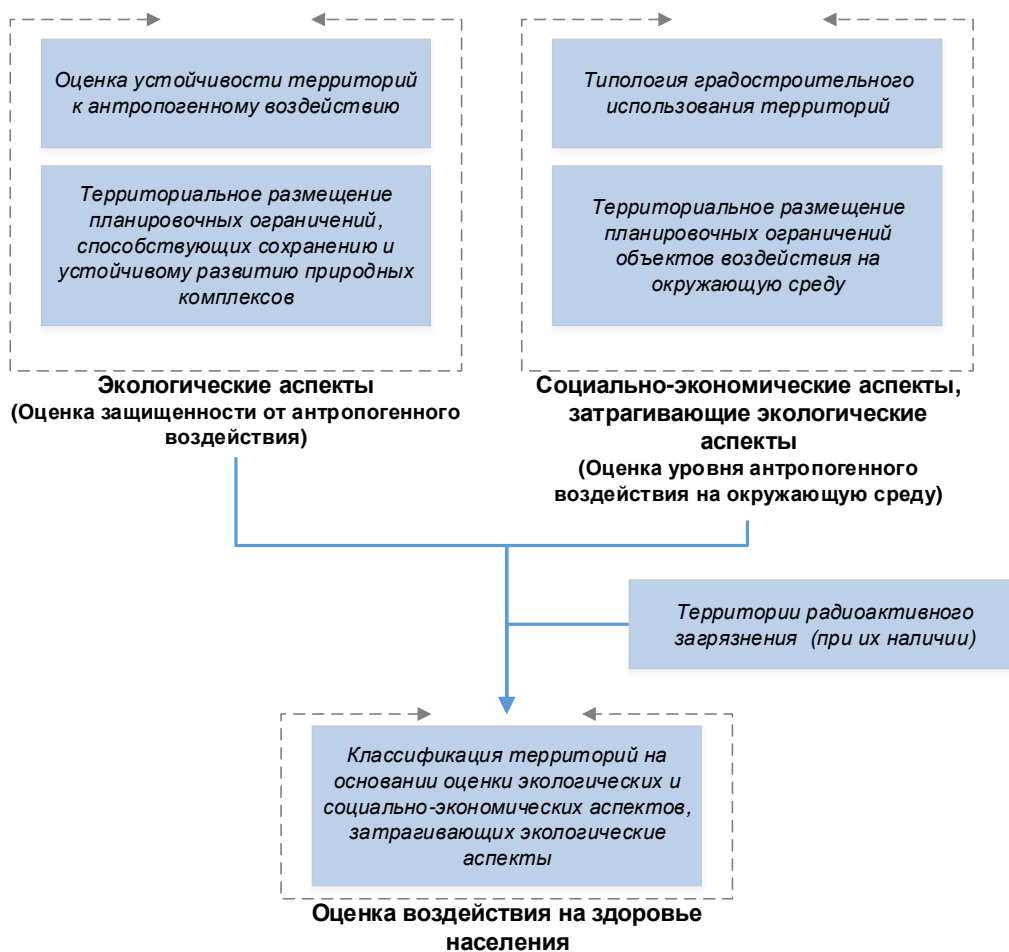 Оценка устойчивости территорий
к антропогенному воздействию
Территориальное размещение
планировочных ограничений,
способствующих сохранению и
устойчивому развитию природных
комплексов
Экологические аспекты
(Оценка защищенности от антропогенного
воздействия)
Типология градостроительного
использования территорий
Территориальное размещение
планировочных ограничений
объектов воздействия на
окружающую среду
Социально-экономические аспекты,
затрагивающие экологические
аспекты
(Оценка уровня антропогенного
воздействия на окружающую среду)
Территории радиоактивного
загрязнения (при их наличии)
Классификация территорий на
основании оценки экологических и
социально-экономических аспектов,
затрагивающих экологические
аспекты
Оценка воздействия на здоровье
населения